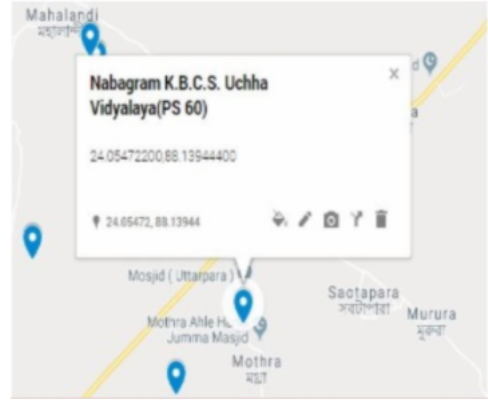 Mahalandi
Nabagram K.B.C.S. Uchha
Vidyalaya(PS 60)
24.05472200,88.13944400
24.05472, 88.13944
Mosjid ( Uttarpara )
Saotapara
Mothra Ahle
Jumma Masjid
Murura
মুরুরা
Mothra